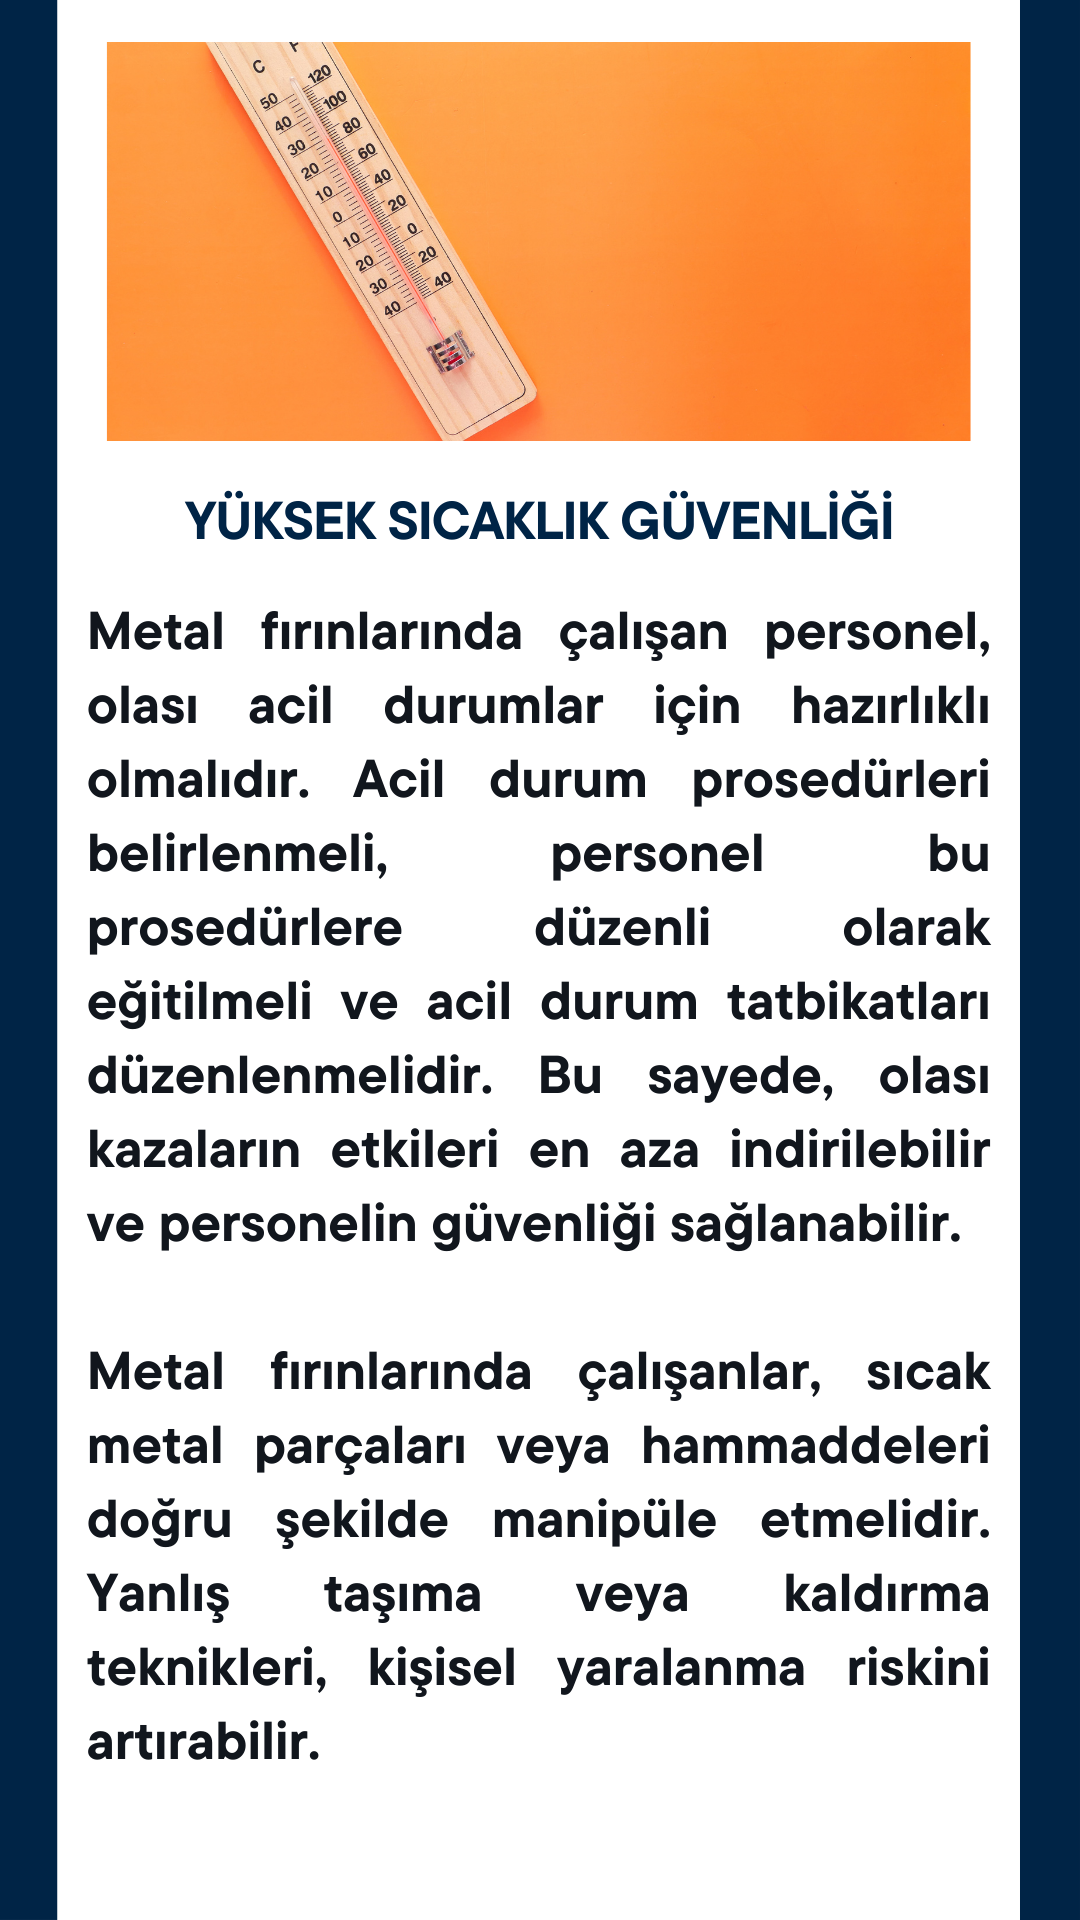 C F
50 120
40 100
30 80
20 60
10 40
0 20
10 0
20 20
30 40
40
YÜKSEK SICAKLIK GÜVENLİĞİ
Metal fırınlarında çalışan personel,
olası acil durumlar için hazırlıklı
olmalıdır. Acil durum prosedürleri
belirlenmeli, personel bu
prosedürlere düzenli olarak
eğitilmeli ve acil durum tatbikatları
düzenlenmelidir. Bu sayede, olası
kazaların etkileri en aza indirilebilir
ve personelin güvenliği sağlanabilir.
Metal fırınlarında çalışanlar, sıcak
metal parçaları veya hammaddeleri
doğru şekilde manipüle etmelidir.
Yanlış taşıma veya kaldırma
teknikleri, kişisel yaralanma riskini
artırabilir.